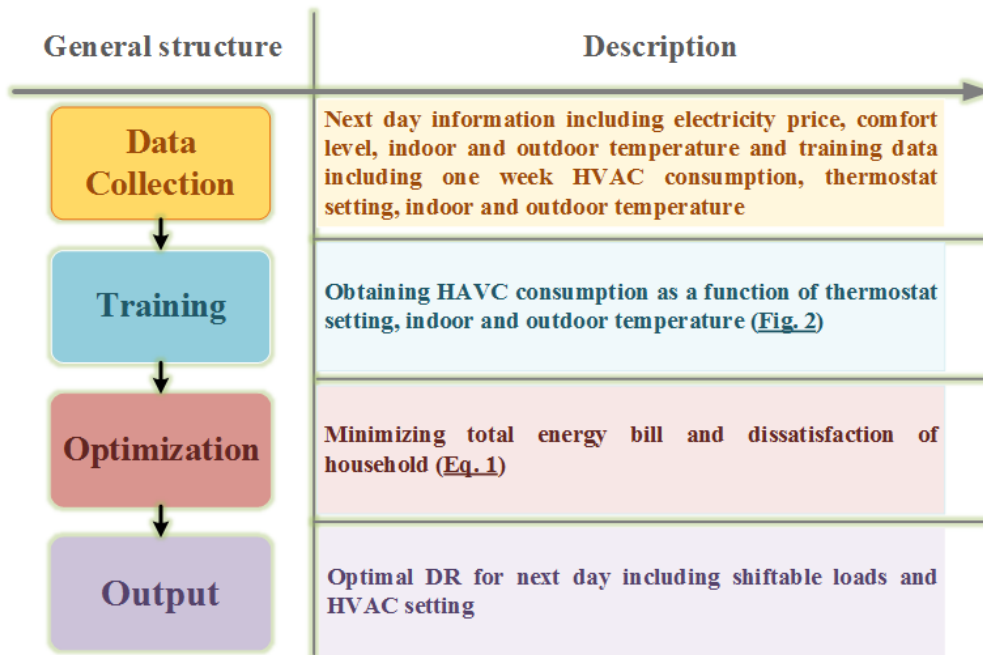 General structure
Description
Data
Collection
Next day information including electricity price, comfort
level, indoor and outdoor temperature and training data
including one week HVAC consumption, thermostat
setting, indoor and outdoor temperature
Training
Obtaining HAVC consumption as a function of thermostat
setting, indoor and outdoor temperature (Fig. 2)
Optimization
Minimizing total energy bill and dissatisfaction of
household (Eq. 1)
Output
Optimal DR for next day including shiftable loads and
HVAC setting